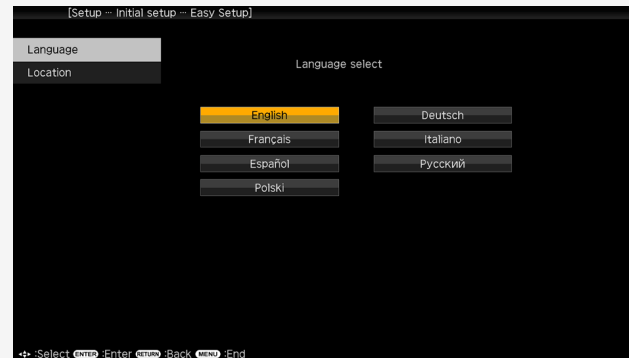 [Setup ··· Initial setup ··· Easy Setup]
Language
Location
Language select
English
Deutsch
Français
Italiano
Español
Русский
Polski
:Select ENTER :Enter RETURN :Back MENU :End